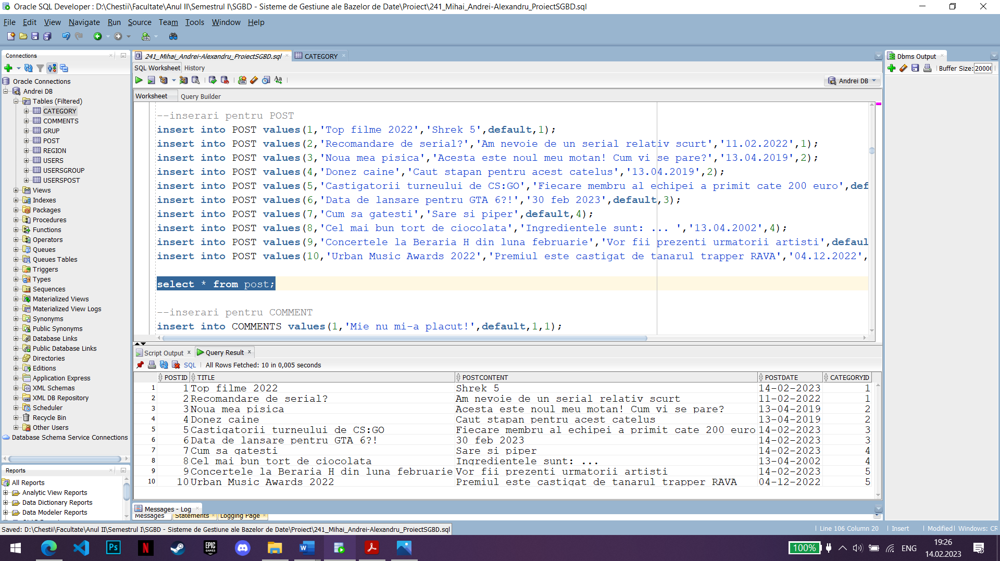 Oracle SQL Developer : D:\Chestii\Facultate\Anul II\Semestrul I\SGBD - Sisteme de Gestiune ale Bazelor de Date\Proiect\241_Mihai_Andrei-Alexandru_ProiectSGBD.sql
File Edit View Navigate Run Source Team Tools Window Help
Connections
Oracle Connections
Andrei DB
Tables (Filtered)
CATEGORY
COMMENTS
GRUP
POST
REGION
USERS
USERSGROUP
USERSPOST
Views
Indexes
Packages
Procedures
Functions
Operators
Queues
Queues Tables
Triggers
Types
Sequences
Materialized Views
Materialized View Logs
Synonyms
Public Synonyms
Database Links
Public Database Links
Directories
Editions
Application Express
XML Schemas
XML DB Repository
Scheduler
Recycle Bin
Other Users
Database Schema Service Connections
Reports
All Reports
Analytic View Reports
Data Dictionary Reports
Data Modeler Reports
241_Mihai_Andrei-Alexandru_ProiectSGBD.sql CATEGORY
SQL Worksheet History
Andrei DB
Worksheet Query Builder
--inserari pentru POST
insert into POST values(1,'Top filme 2022','Shrek 5',default,1);
insert into POST values(2,'Recomandare de serial?','Am nevoie de un serial relativ scurt','11.02.2022',1);
insert into POST values(3,'Noua mea pisica','Acesta este noul meu motan! Cum vi se pare?','13.04.2019',2);
insert into POST values(4,'Donez caine','Caut stapan pentru acest catelus','13.04.2019',2);
insert into POST values(5,'Castigatorii turneului de CS:GO','Fiecare membru al echipei a primit cate 200 euro',def
insert into POST values(6,'Data de lansare pentru GTA 6?!','30 feb 2023',default,3);
insert into POST values(7,'Cum sa gatesti','Sare si piper',default,4);
insert into POST values(8,'Cel mai bun tort de ciocolata','Ingredientele sunt: ... ','13.04.2002',4);
insert into POST values(9,'Concertele la Beraria H din luna februarie','Vor fii prezenti urmatorii artisti',defaul
insert into POST values(10,'Urban Music Awards 2022','Premiul este castigat de tanarul trapper RAVA','04.12.2022',
select * from post;
--inserari pentru COMMENT
insert into COMMENTS values(1,'Mie nu mi-a placut!',default,1,1);
Script Output Query Result
SQL All Rows Fetched: 10 in 0,005 seconds
POSTID TITLE POSTCONTENT POSTDATE CATEGORYID
1 1 Top filme 2022 Shrek 5 14-02-2023 1
2 2 Recomandare de serial? Am nevoie de un serial relativ scurt 11-02-2022 1
3 3 Noua mea pisica Acesta este noul meu motan! Cum vi se pare? 13-04-2019 2
4 4 Donez caine Caut stapan pentru acest catelus 13-04-2019 2
5 5 Castigatorii turneului de CS:GO Fiecare membru al echipei a primit cate 200 euro 14-02-2023 3
6 6 Data de lansare pentru GTA 6?! 30 feb 2023 14-02-2023 3
7 7 Cum sa gatesti Sare si piper 14-02-2023 4
8 8 Cel mai bun tort de ciocolata Ingredientele sunt: ... 13-04-2002 4
9 9 Concertele la Beraria H din luna februarie Vor fii prezenti urmatorii artisti 14-02-2023 5
10 10 Urban Music Awards 2022 Premiul este castigat de tanarul trapper RAVA 04-12-2022 5
Messages - Log
Messages Statements Logging Page
Dbms Output
Buffer Size: 2000
Saved: D:\Chestii\Facultate\Anul II\Semestrul I\SGBD - Sisteme de Gestiune ale Bazelor de Date\Proiect\241_Mihai_Andrei-Alexandru_ProiectSGBD.sql
Line 106 Column 20 Insert Modified Windows: CR
Ps N EPIC GAMES W
100% ENG 19:26
14.02.2023